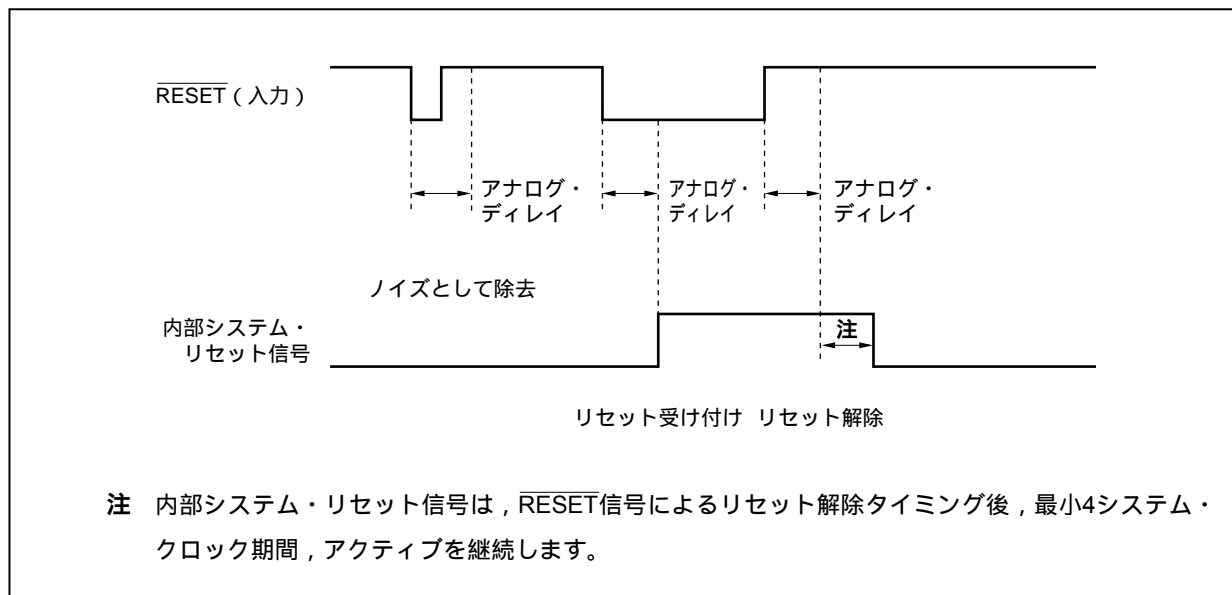 RESET（入力）
アナログ・
ディレイ
アナログ・
ディレイ
アナログ・
ディレイ
ノイズとして除去
内部システム・
リセット信号
注
リセット受け付け リセット解除
注 内部システム・リセット信号は，RESET信号によるリセット解除タイミング後，最小4システム・
クロック期間，アクティブを継続します。